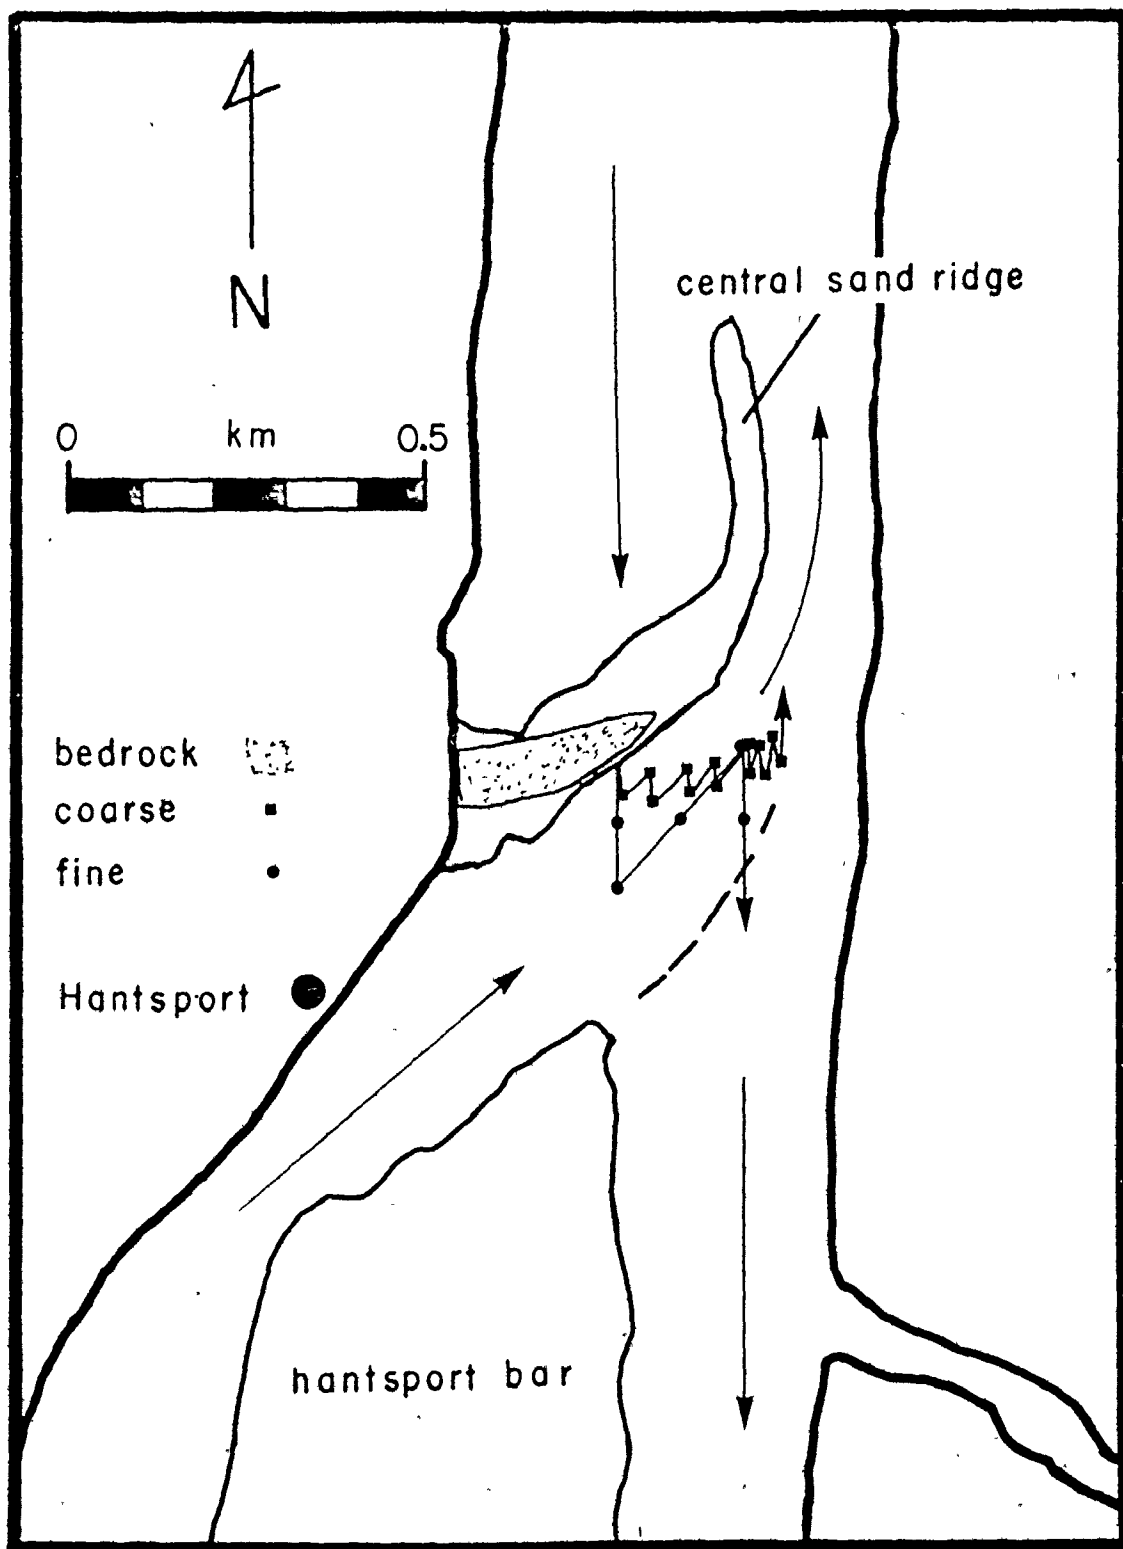 N
central sand ridge
0 km 0.5
bedrock
coarse
fine
Hantsport
hantsport bar